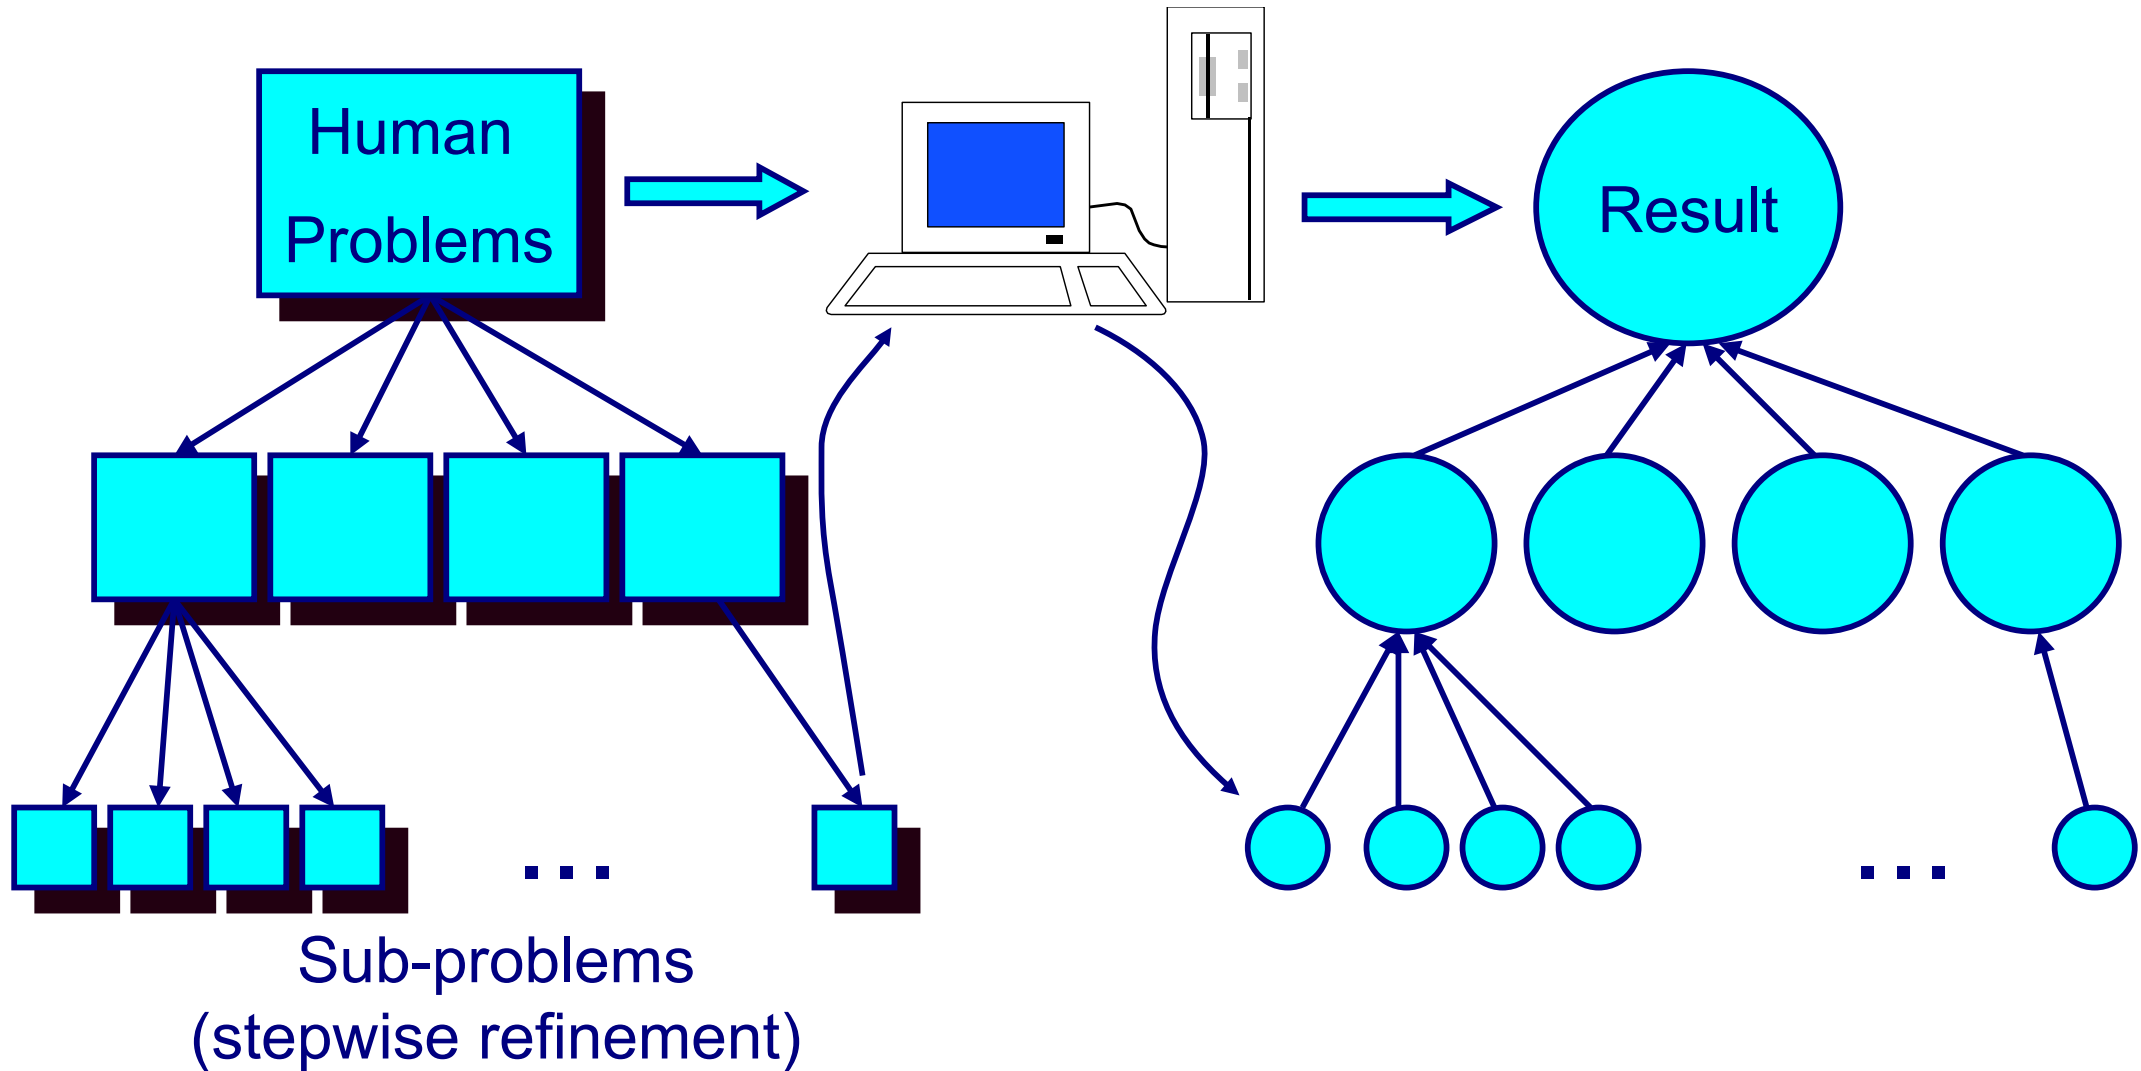 Human
Problems
Result
...
...
Sub-problems
(stepwise refinement)